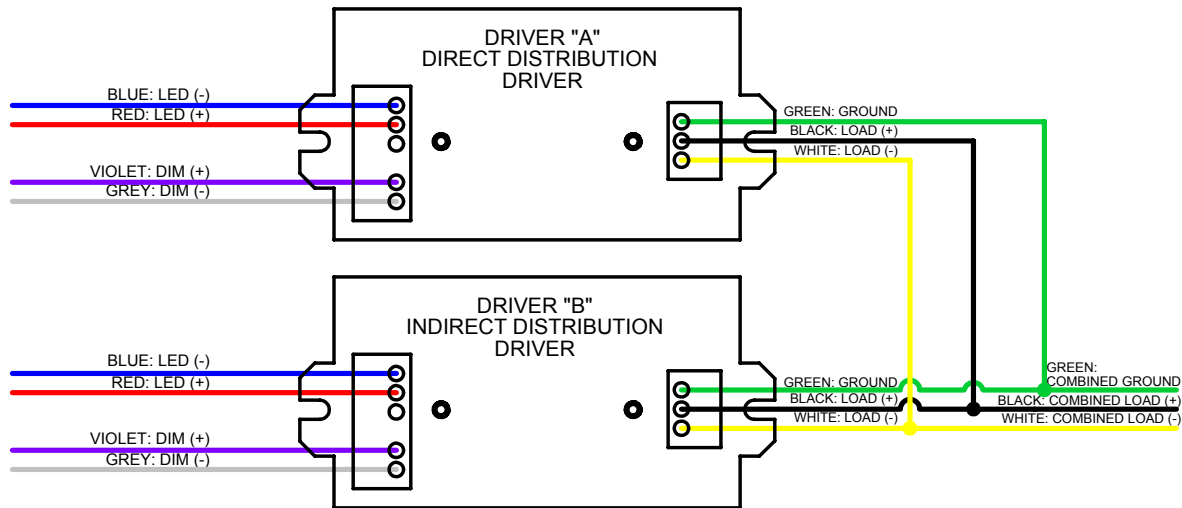 DRIVER "A"
DIRECT DISTRIBUTION
DRIVER
BLUE: LED (-)
RED: LED (+)
VIOLET: DIM (+)
GREY: DIM (-)
GREEN: GROUND
BLACK: LOAD (+)
WHITE: LOAD (-)
DRIVER "B"
INDIRECT DISTRIBUTION
DRIVER
BLUE: LED (-)
RED: LED (+)
VIOLET: DIM (+)
GREY: DIM (-)
GREEN: GROUND
BLACK: LOAD (+)
WHITE: LOAD (-)
GREEN:
COMBINED GROUND
BLACK: COMBINED LOAD (+)
WHITE: COMBINED LOAD (-)